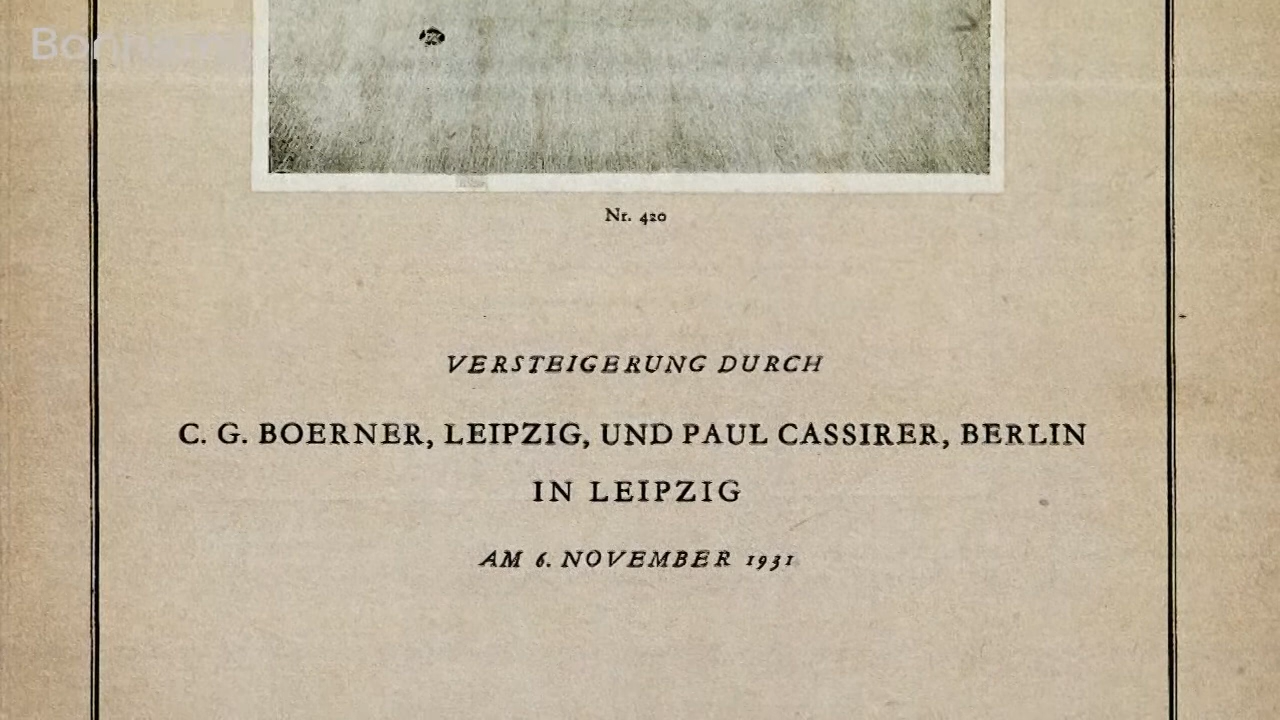 Nr. 420
VERSTEIGERUNG DURCH
C. G. BOERNER, LEIPZIG, UND PAUL CASSIRER, BERLIN
IN LEIPZIG
AM 6. NOVEMBER 1931